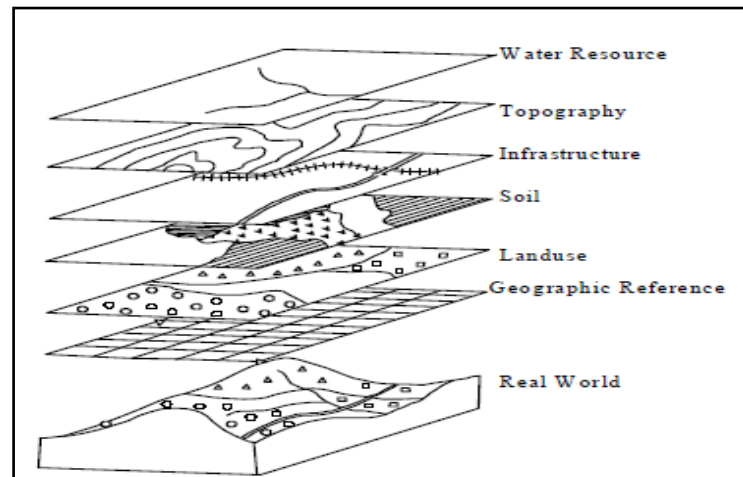 Water Resource
Topography
Infrastructure
Soil
Landuse
Geographic Reference
Real World